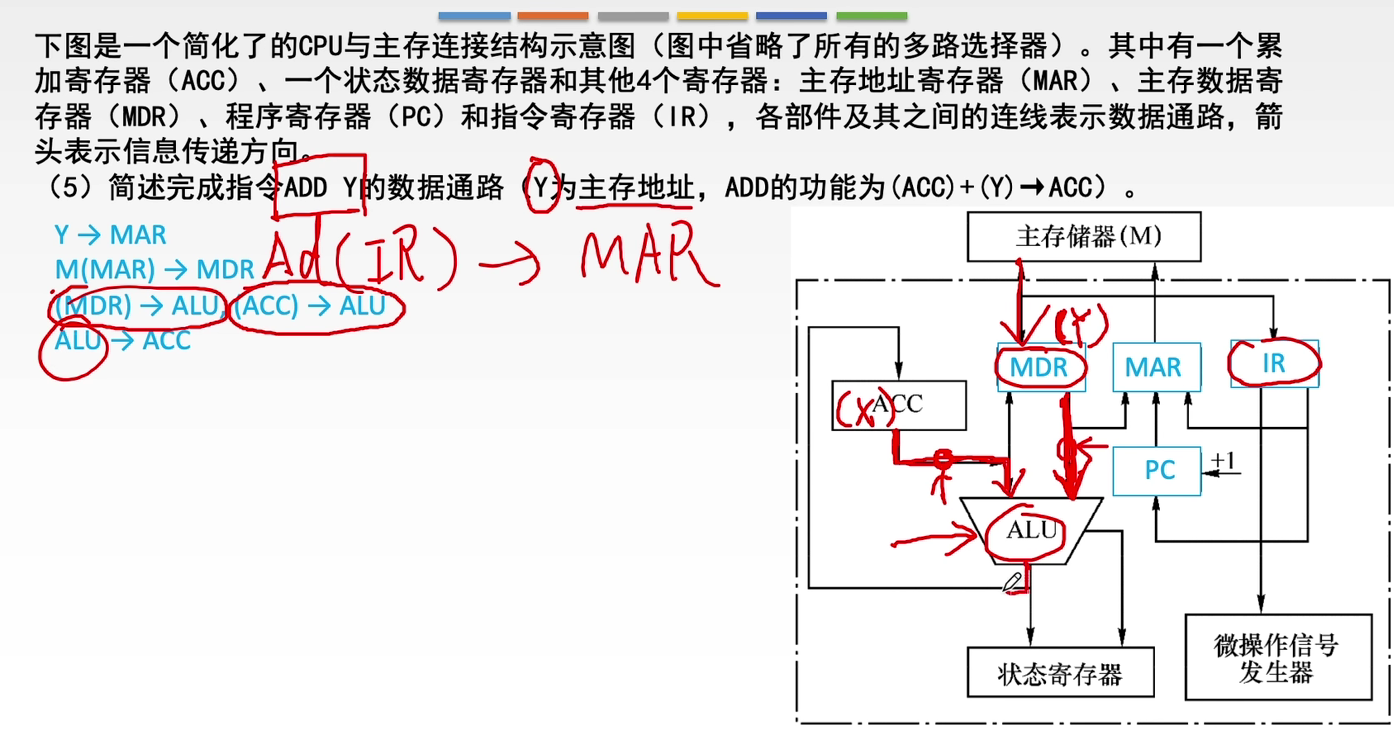 下图是一个简化了的CPU与主存连接结构示意图（图中省略了所有的多路选择器）。其中有一个累
加寄存器（ACC）、一个状态数据寄存器和其他4个寄存器：主存地址寄存器（MAR）、主存数据寄
存器（MDR）、程序寄存器（PC）和指令寄存器（IR），各部件及其之间的连线表示数据通路，箭
头表示信息传递方向。
（5）简述完成指令ADD Y的数据通路（Y为主存地址，ADD的功能为(ACC)+(Y)→ACC）。
Y → MAR
M(MAR) → MDR
(MDR) → ALU, (ACC) → ALU
ALU → ACC
Ad(IR) → MAR
主存储器(M)
(Y)
MDR
MAR
IR
(X)
ACC
PC
+1
ALU
状态寄存器
微操作信号
发生器